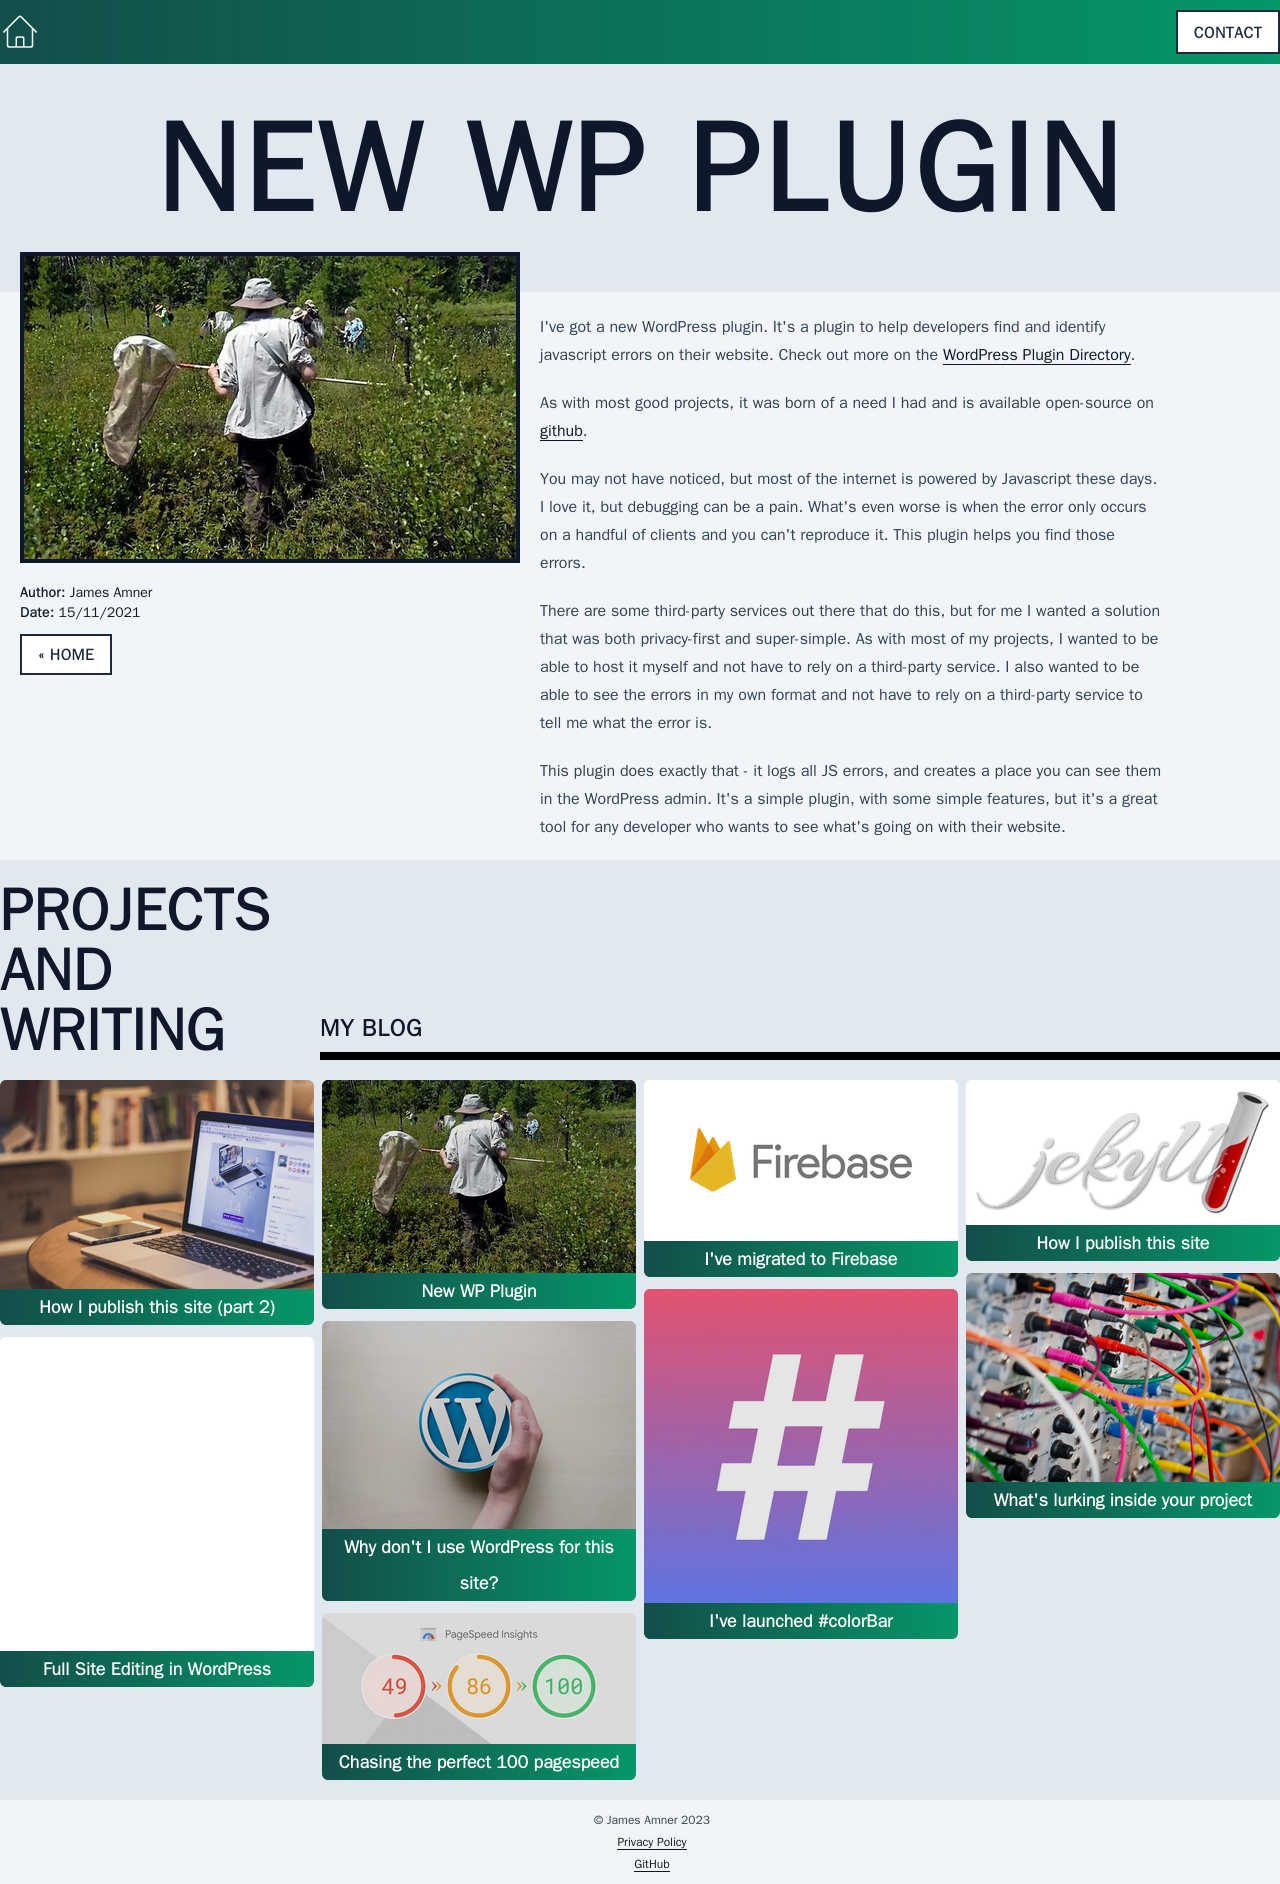 CONTACT
NEW WP PLUGIN
I've got a new WordPress plugin. It's a plugin to help developers find and identify
javascript errors on their website. Check out more on the WordPress Plugin Directory.
As with most good projects, it was born of a need I had and is available open-source on
github.
You may not have noticed, but most of the internet is powered by Javascript these days.
I love it, but debugging can be a pain. What's even worse is when the error only occurs
on a handful of clients and you can't reproduce it. This plugin helps you find those
errors.
There are some third-party services out there that do this, but for me I wanted a solution
that was both privacy-first and super-simple. As with most of my projects, I wanted to be
able to host it myself and not have to rely on a third-party service. I also wanted to be
able to see the errors in my own format and not have to rely on a third-party service to
tell me what the error is.
This plugin does exactly that - it logs all JS errors, and creates a place you can see them
in the WordPress admin. It's a simple plugin, with some simple features, but it's a great
tool for any developer who wants to see what's going on with their website.
Author: James Amner
Date: 15/11/2021
« HOME
PROJECTS
AND
WRITING
MY BLOG
How I publish this site (part 2)
Full Site Editing in WordPress
New WP Plugin
W
Why don't I use WordPress for this
site?
PageSpeed Insights
49 » 86 » 100
Chasing the perfect 100 pagespeed
Firebase
I've migrated to Firebase
#
I've launched #colorBar
jekyll
How I publish this site
What's lurking inside your project
© James Amner 2023
Privacy Policy
GitHub